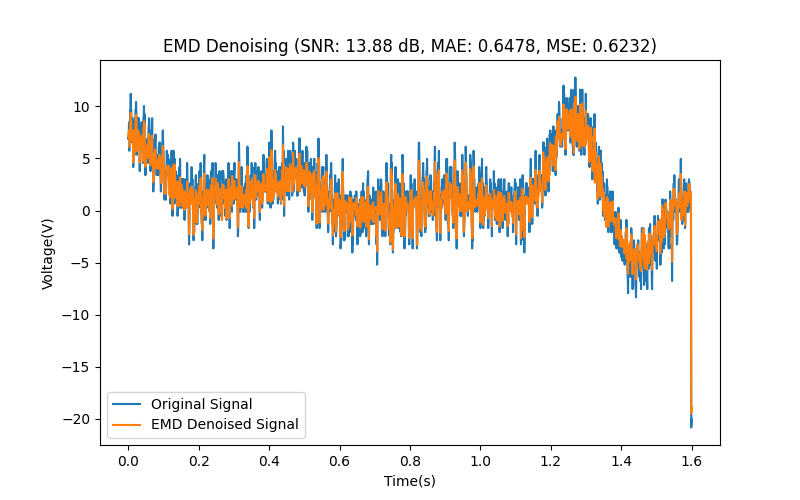 EMD Denoising (SNR: 13.88 dB, MAE: 0.6478, MSE: 0.6232)
10
5
0
−5
−10
−15
−20
Voltage(V)
Original Signal
EMD Denoised Signal
0.0 0.2 0.4 0.6 0.8 1.0 1.2 1.4 1.6
Time(s)